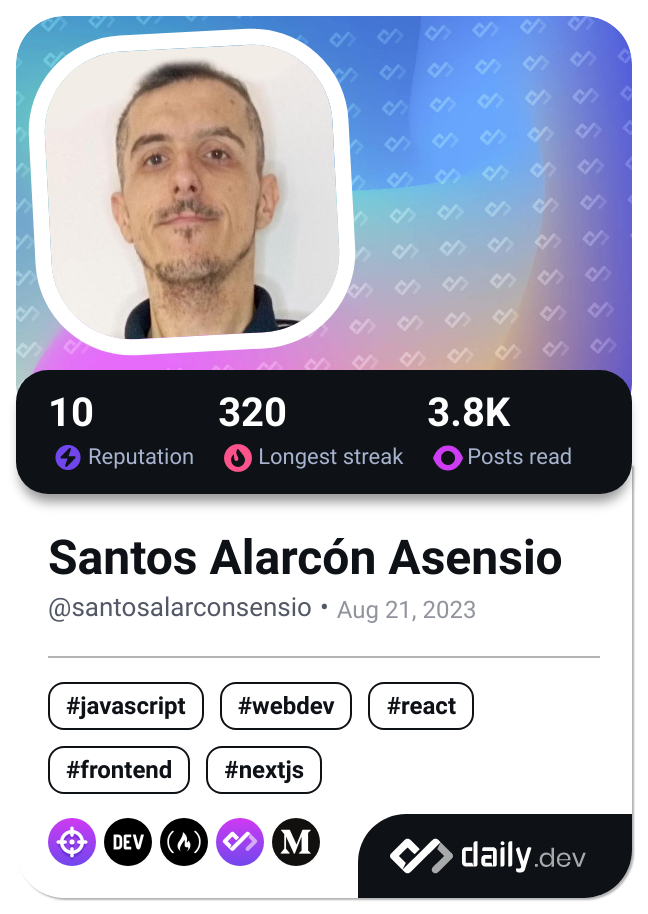 10 320 3.8K
Reputation Longest streak Posts read
Santos Alarcón Asensio
@santosalarconsensio • Aug 21, 2023
#javascript #webdev #react
#frontend #nextjs
DEV M
daily.dev